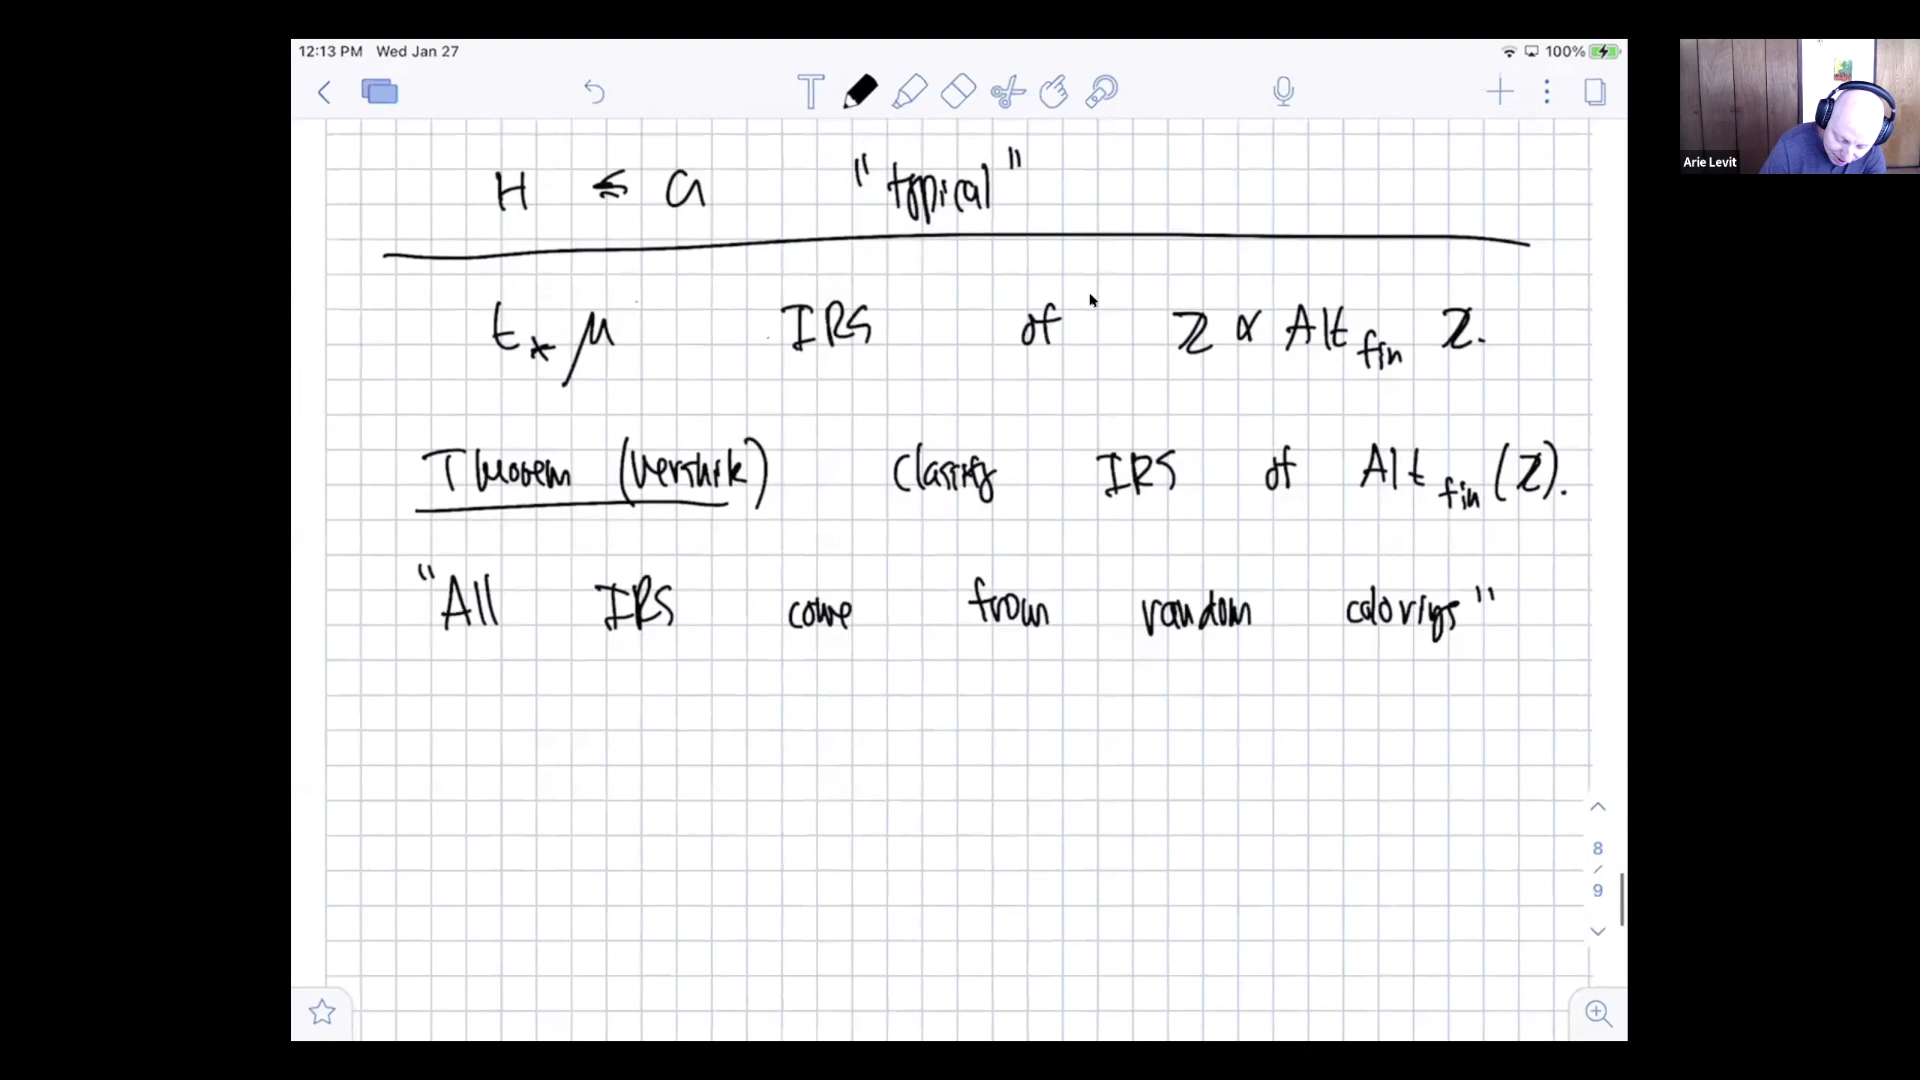 12:13 PM Wed Jan 27
100%
Arie Levit
H ≤ G "typical"
t_* μ IRS of Z ⋉ Alt_fin Z.
Theorem (Vershik) Classify IRS of Alt_fin (Z).
"All IRS come from random colorings"
8
9